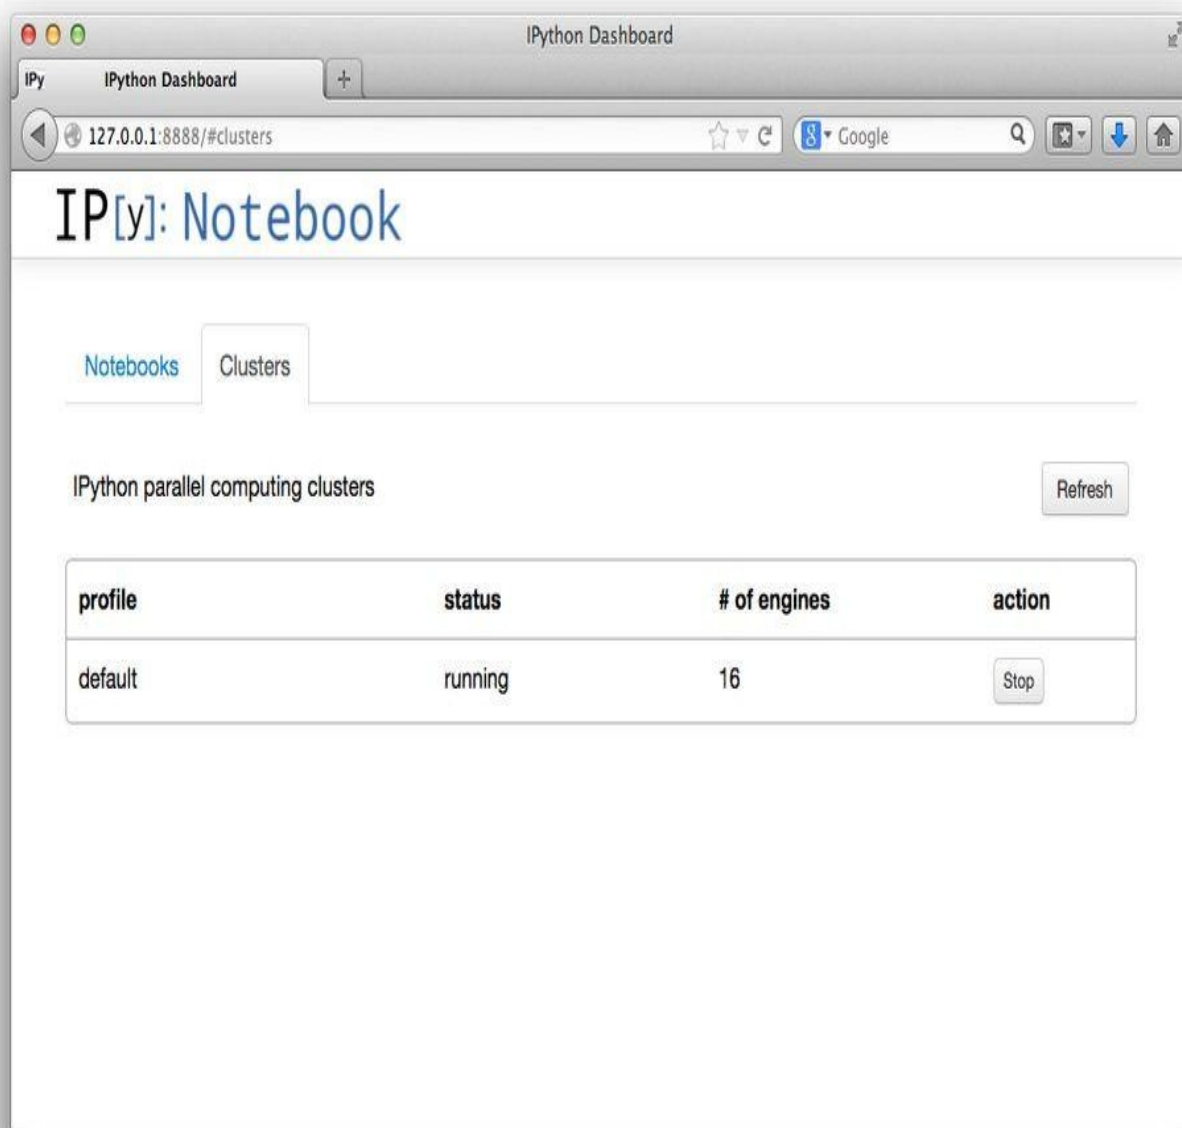 IPython Dashboard
IPy IPython Dashboard
127.0.0.1:8888/#clusters Google
IP[y]: Notebook
Notebooks Clusters
IPython parallel computing clusters Refresh
profile status # of engines action
default running 16 Stop